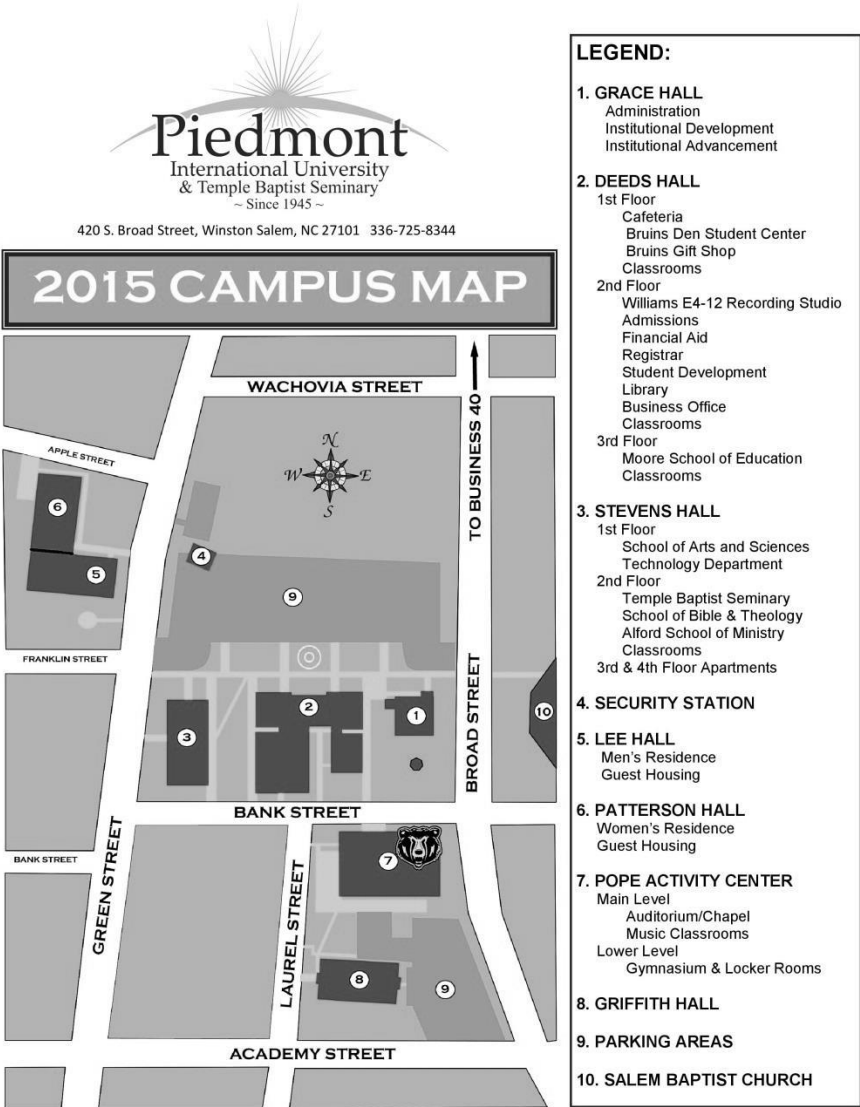 Piedmont
International University
& Temple Baptist Seminary
~ Since 1945 ~
420 S. Broad Street, Winston Salem, NC 27101 336-725-8344
2015 CAMPUS MAP
WACHOVIA STREET
TO BUSINESS 40
APPLE STREET
N
W
E
S
6
5
4
9
FRANKLIN STREET
BROAD STREET
3
2
1
10
BANK STREET
BANK STREET
GREEN STREET
LAUREL STREET
7
8
9
ACADEMY STREET
LEGEND:
1. GRACE HALL
Administration
Institutional Development
Institutional Advancement
2. DEEDS HALL
1st Floor
Cafeteria
Bruins Den Student Center
Bruins Gift Shop
Classrooms
2nd Floor
Williams E4-12 Recording Studio
Admissions
Financial Aid
Registrar
Student Development
Library
Business Office
Classrooms
3rd Floor
Moore School of Education
Classrooms
3. STEVENS HALL
1st Floor
School of Arts and Sciences
Technology Department
2nd Floor
Temple Baptist Seminary
School of Bible & Theology
Alford School of Ministry
Classrooms
3rd & 4th Floor Apartments
4. SECURITY STATION
5. LEE HALL
Men's Residence
Guest Housing
6. PATTERSON HALL
Women's Residence
Guest Housing
7. POPE ACTIVITY CENTER
Main Level
Auditorium/Chapel
Music Classrooms
Lower Level
Gymnasium & Locker Rooms
8. GRIFFITH HALL
9. PARKING AREAS
10. SALEM BAPTIST CHURCH